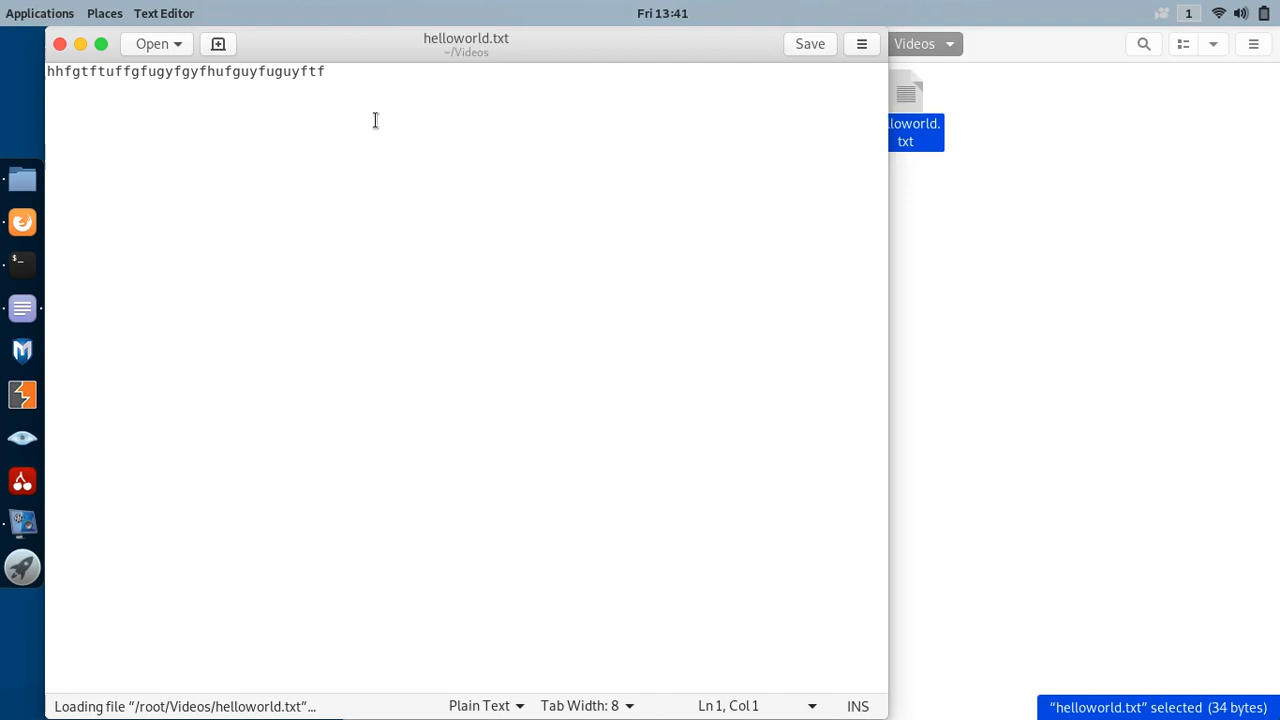 Applications Places Text Editor Fri 13:41 1
Open helloworld.txt Save Videos
~/Videos
hhfgtftuffgfugyfgyfhufguyfuguyftf
lloworld.
txt
$_
Loading file “/root/Videos/helloworld.txt”… Plain Text Tab Width: 8 Ln 1, Col 1 INS
“helloworld.txt” selected (34 bytes)